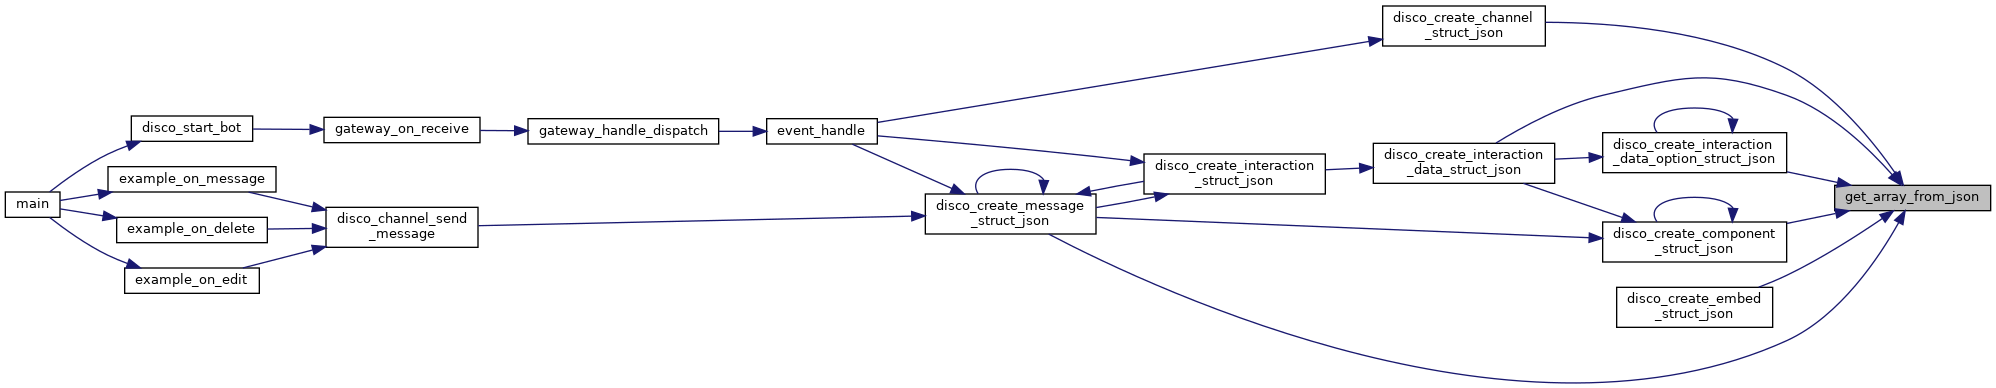 main
disco_start_bot
example_on_message
example_on_delete
example_on_edit
gateway_on_receive
disco_channel_send
_message
gateway_handle_dispatch
event_handle
disco_create_message
_struct_json
disco_create_interaction
_struct_json
disco_create_channel
_struct_json
disco_create_interaction
_data_struct_json
disco_create_interaction
_data_option_struct_json
disco_create_component
_struct_json
disco_create_embed
_struct_json
get_array_from_json